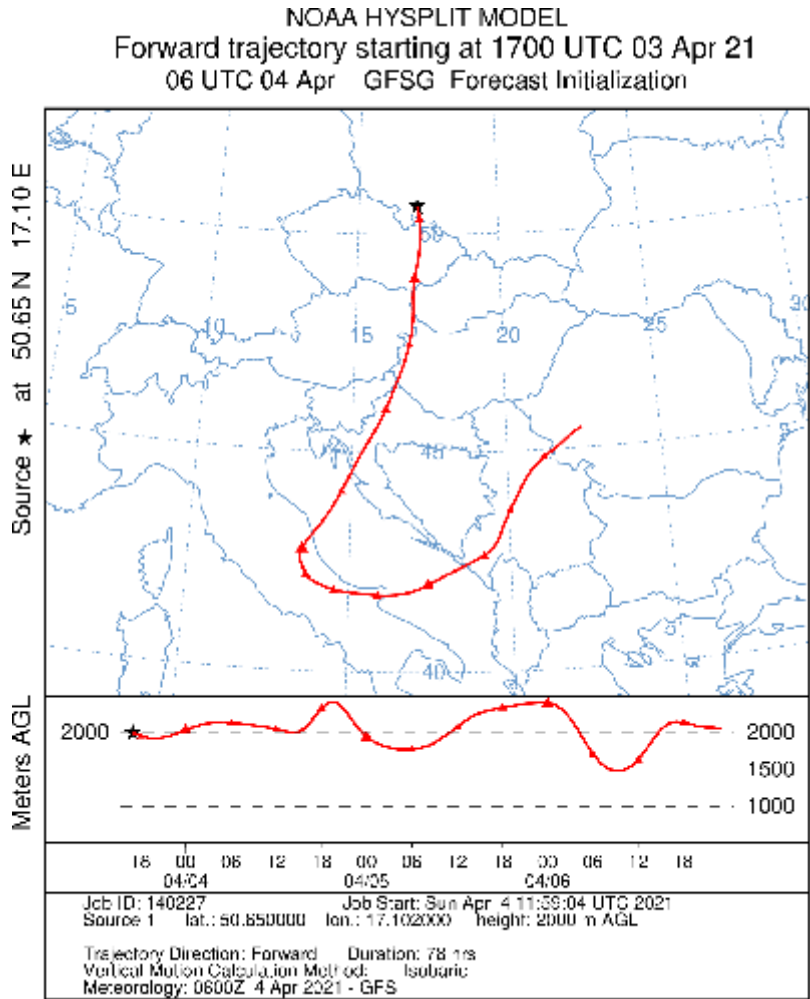 NOAA HYSPLIT MODEL
Forward trajectory starting at 1700 UTC 03 Apr 21
06 UTC 04 Apr GFSG Forecast Initialization
Source ★ at 50.65 N 17.10 E
50
5
10
15
20
25
30
45
40
Meters AGL
2000
2000
1500
1000
18 00 06 12 18 00 06 12 18 00 06 12 18
04/04 04/05 04/06
Job ID: 140227 Job Start: Sun Apr 4 11:59:04 UTC 2021
Source 1 lat.: 50.650000 lon.: 17.102000 height: 2000 m AGL
Trajectory Direction: Forward Duration: 78 hrs
Vertical Motion Calculation Method: Isobaric
Meteorology: 0600Z 4 Apr 2021 - GFS